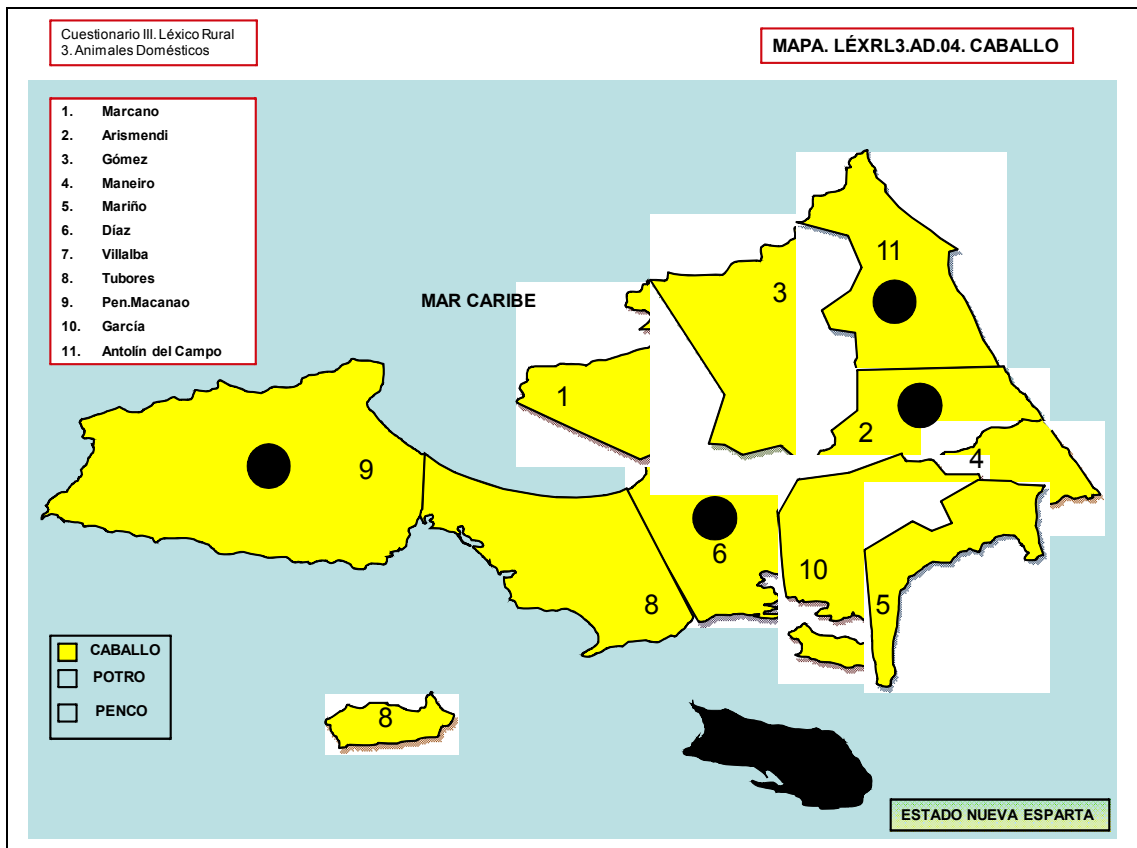 Cuestionario III. Léxico Rural
3. Animales Domésticos
MAPA. LÉXRL3.AD.04. CABALLO
1. Marcano
2. Arismendi
3. Gómez
4. Maneiro
5. Mariño
6. Díaz
7. Villalba
8. Tubores
9. Pen.Macanao
10. García
11. Antolín del Campo
MAR CARIBE
11
3
1
2
4
9
6
10
8
5
8
CABALLO
POTRO
PENCO
ESTADO NUEVA ESPARTA